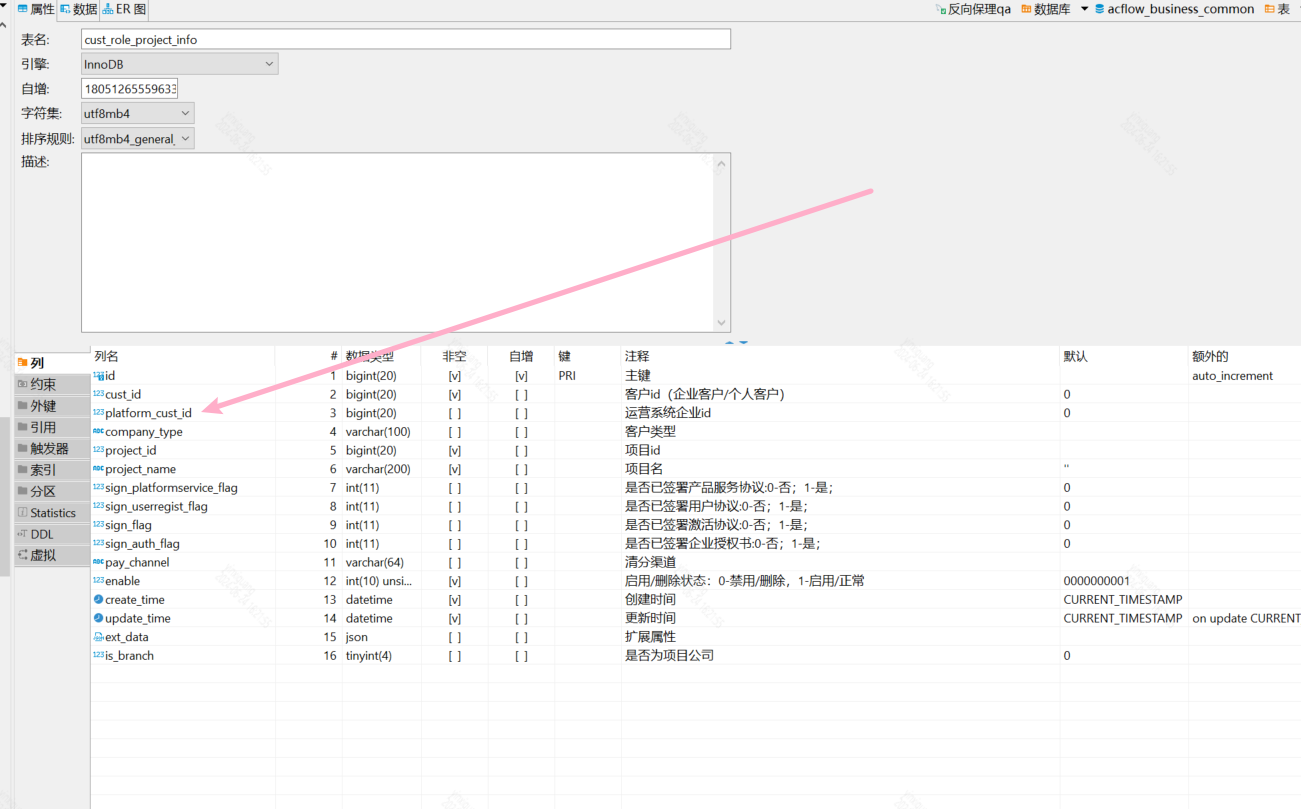 属性 数据 ER 图 反向保理qa 数据库 acflow_business_common 表
表名: cust_role_project_info
引擎: InnoDB
自增: 18051265559633
字符集: utf8mb4
排序规则: utf8mb4_general_
描述:
列 约束 外键 引用 触发器 索引 分区 Statistics DDL 虚拟
列名 # 数据类型 非空 自增 键 注释 默认 额外的
123 id 1 bigint(20) [v] [v] PRI 主键 auto_increment
123 cust_id 2 bigint(20) [v] [ ] 客户id（企业客户/个人客户） 0
123 platform_cust_id 3 bigint(20) [ ] [ ] 运营系统企业id 0
ABC company_type 4 varchar(100) [ ] [ ] 客户类型
123 project_id 5 bigint(20) [v] [ ] 项目id
ABC project_name 6 varchar(200) [v] [ ] 项目名 ''
123 sign_platformservice_flag 7 int(11) [ ] [ ] 是否已签署产品服务协议:0-否；1-是； 0
123 sign_userregist_flag 8 int(11) [ ] [ ] 是否已签署用户协议:0-否；1-是； 0
123 sign_flag 9 int(11) [ ] [ ] 是否已签署激活协议:0-否；1-是； 0
123 sign_auth_flag 10 int(11) [ ] [ ] 是否已签署企业授权书:0-否；1-是； 0
ABC pay_channel 11 varchar(64) [ ] [ ] 清分渠道
123 enable 12 int(10) unsi... [v] [ ] 启用/删除状态：0-禁用/删除，1-启用/正常 0000000001
create_time 13 datetime [v] [ ] 创建时间 CURRENT_TIMESTAMP
update_time 14 datetime [v] [ ] 更新时间 CURRENT_TIMESTAMP on update CURRENT
ext_data 15 json [ ] [ ] 扩展属性
123 is_branch 16 tinyint(4) [ ] [ ] 是否为项目公司 0